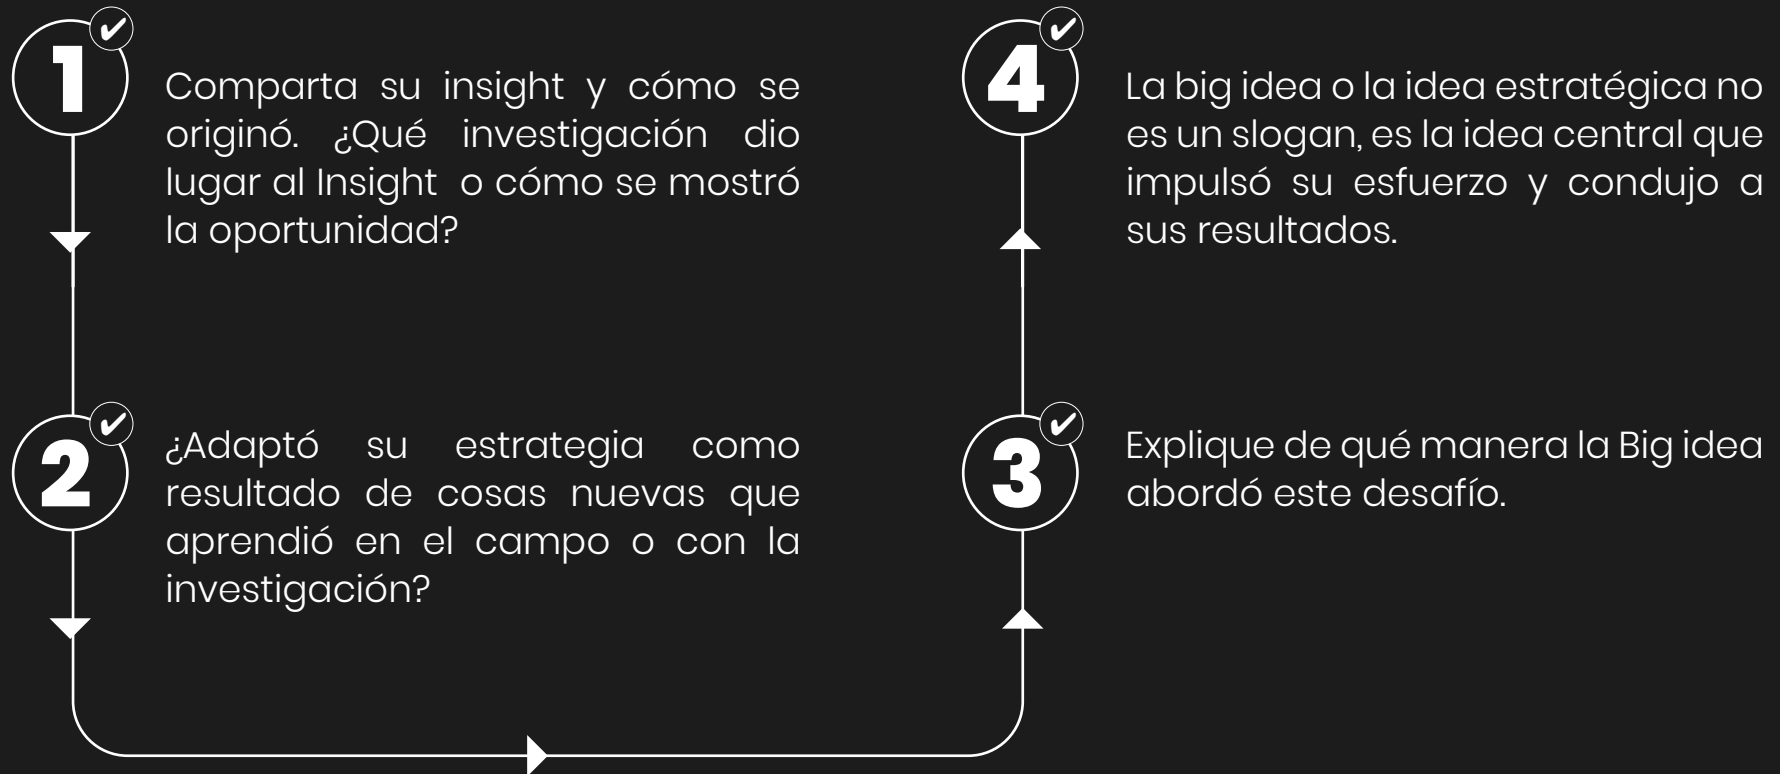 1
Comparta su insight y cómo se
originó. ¿Qué investigación dio
lugar al Insight o cómo se mostró
la oportunidad?
2
¿Adaptó su estrategia como
resultado de cosas nuevas que
aprendió en el campo o con la
investigación?
3
Explique de qué manera la Big idea
abordó este desafío.
4
La big idea o la idea estratégica no
es un slogan, es la idea central que
impulsó su esfuerzo y condujo a
sus resultados.